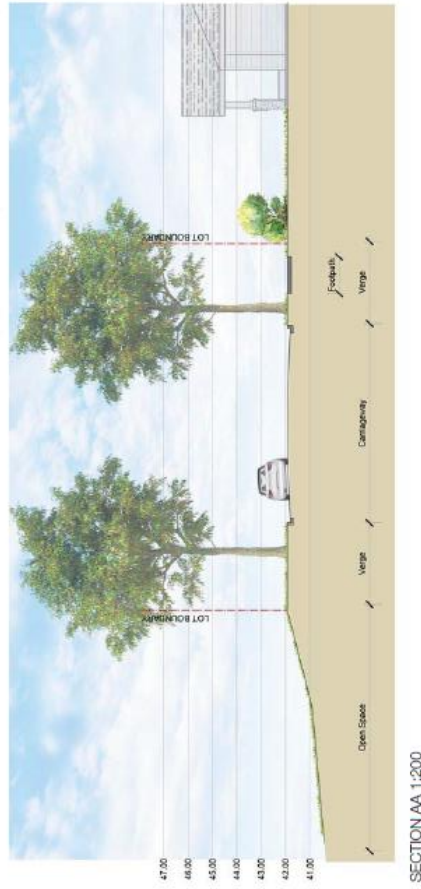 47.00
46.00
45.00
44.00
43.00
42.00
41.00
LOT BOUNDARY
LOT BOUNDARY
Open Space
Verge
Carriageway
Footpath
Verge
SECTION AA 1:200